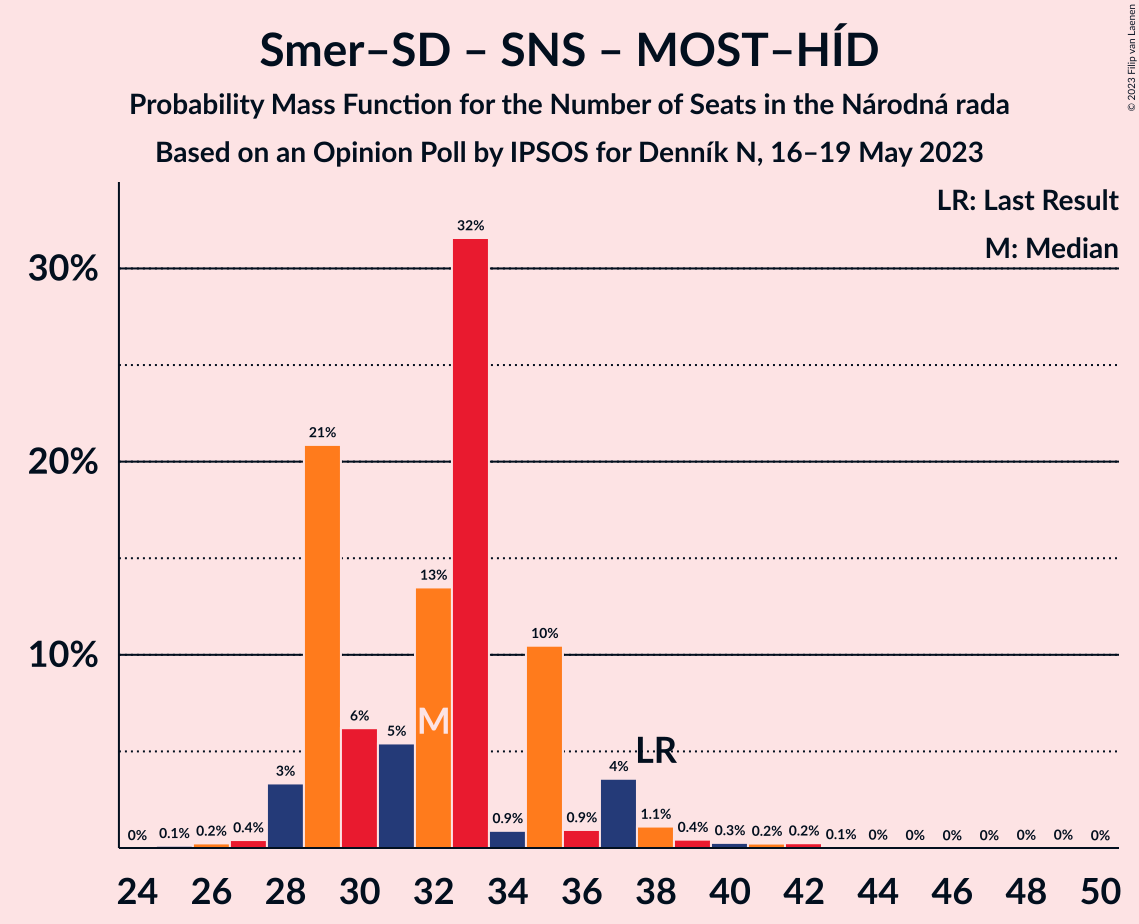 Smer–SD – SNS – MOST–HÍD
Probability Mass Function for the Number of Seats in the Národná rada
Based on an Opinion Poll by IPSOS for Denník N, 16–19 May 2023
© 2023 Filip van Laenen
LR: Last Result
M: Median
30%
20%
10%
0% 0.1% 0.2% 0.4% 3% 21% 6% 5% 13% 32% 0.9% 10% 0.9% 4% 1.1% 0.4% 0.3% 0.2% 0.2% 0.1% 0% 0% 0% 0% 0% 0% 0%
M
LR
24 26 28 30 32 34 36 38 40 42 44 46 48 50